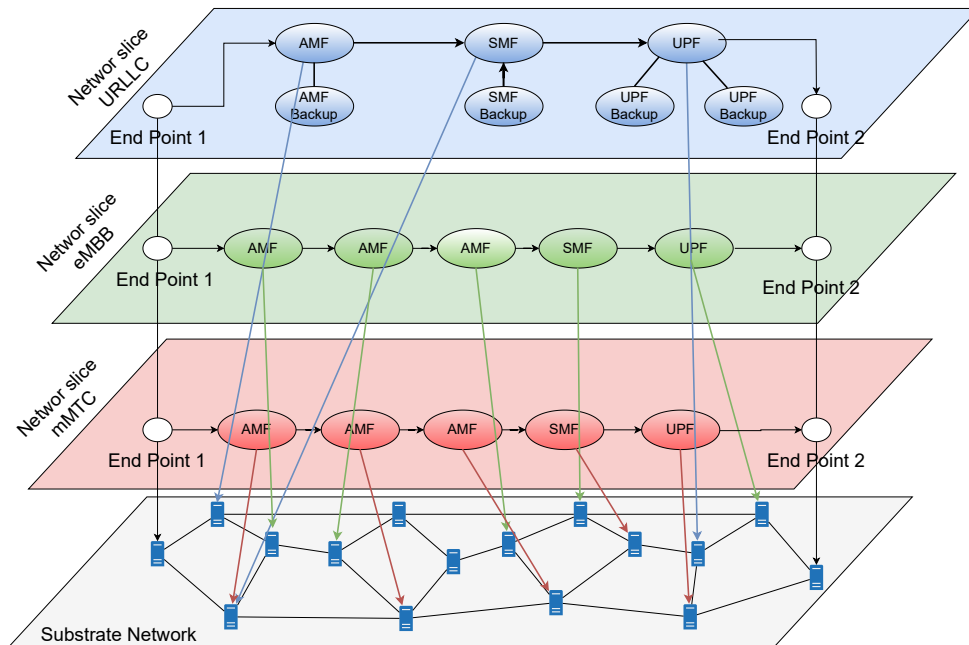 Networ slice
URLLC
AMF
SMF
UPF
AMF
Backup
SMF
Backup
UPF
Backup
UPF
Backup
End Point 1
End Point 2
Networ slice
eMBB
AMF
AMF
AMF
SMF
UPF
End Point 1
End Point 2
Networ slice
mMTC
AMF
AMF
AMF
SMF
UPF
End Point 1
End Point 2
Substrate Network